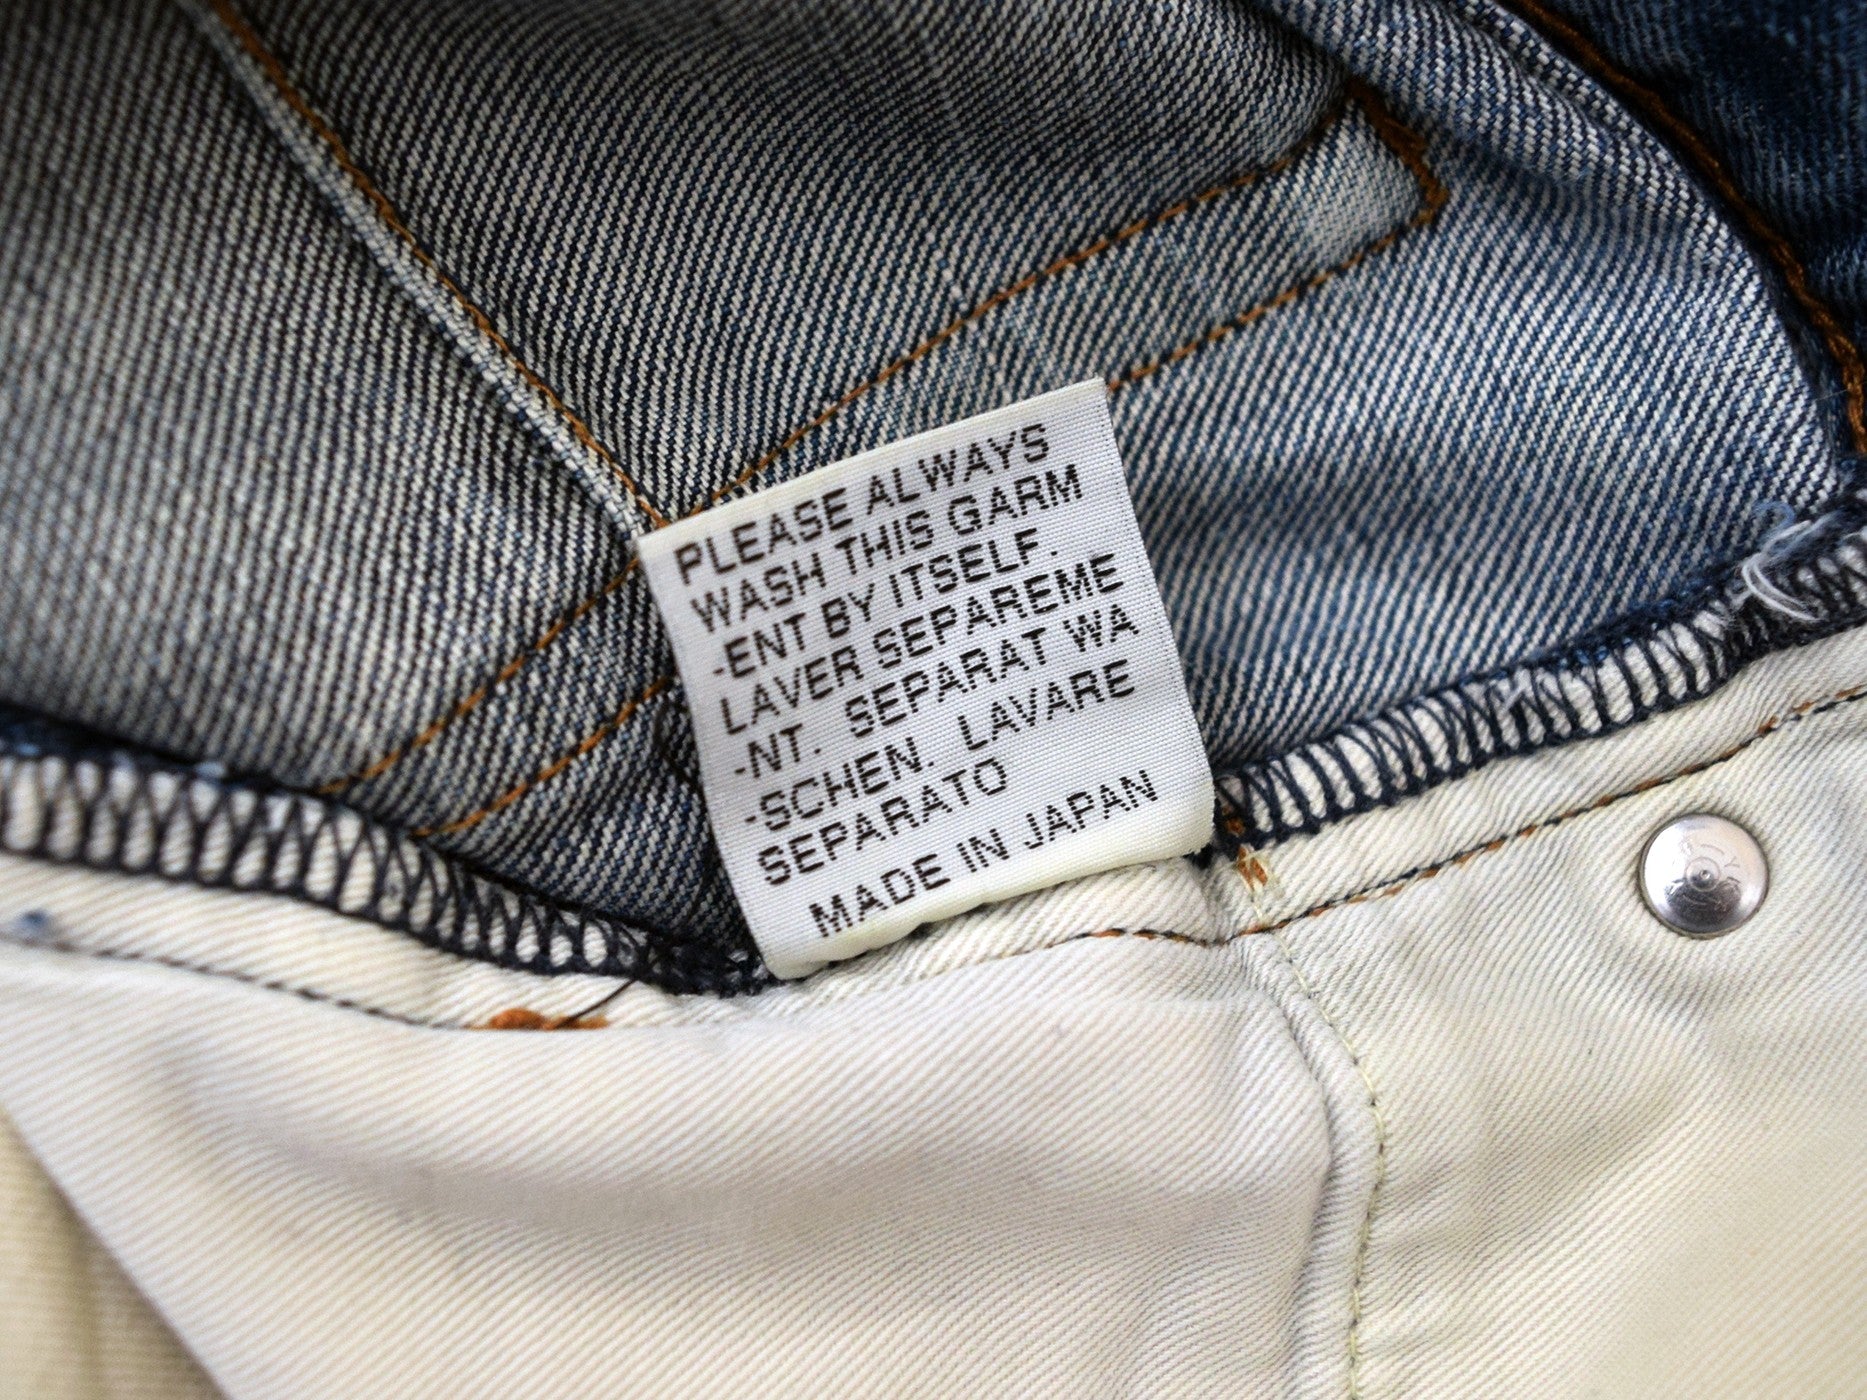 PLEASE ALWAYS
WASH THIS GARM
-ENT BY ITSELF.
LAVER SEPAREME
-NT. SEPARAT WA
-SCHEN. LAVARE
SEPARATO
MADE IN JAPAN